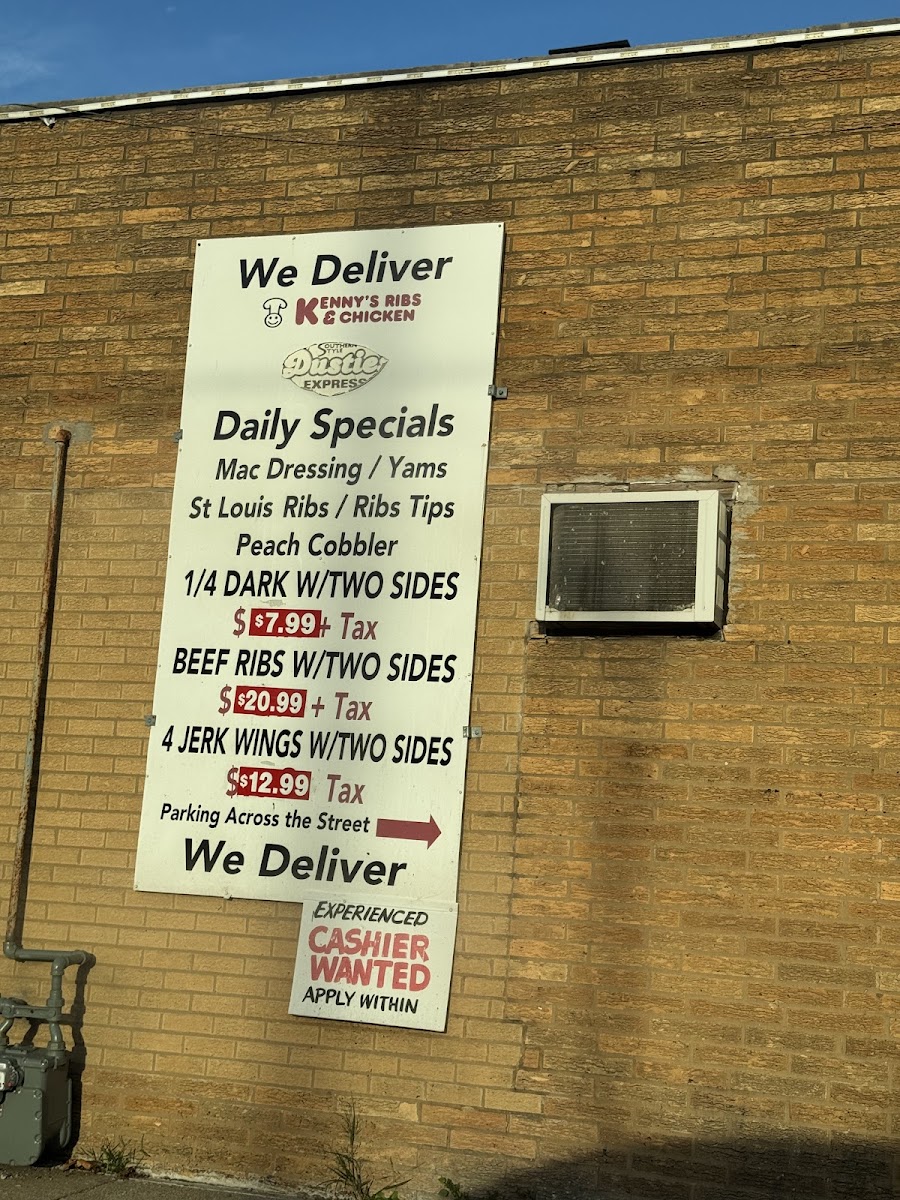 We Deliver
KENNY'S RIBS
& CHICKEN
SOUTHERN
STYLE
Dustie
EXPRESS
Daily Specials
Mac Dressing / Yams
St Louis Ribs / Ribs Tips
Peach Cobbler
1/4 DARK W/TWO SIDES
$ $7.99+ Tax
BEEF RIBS W/TWO SIDES
$ $20.99 + Tax
4 JERK WINGS W/TWO SIDES
$ $12.99 Tax
Parking Across the Street
We Deliver
EXPERIENCED
CASHIER
WANTED
APPLY WITHIN